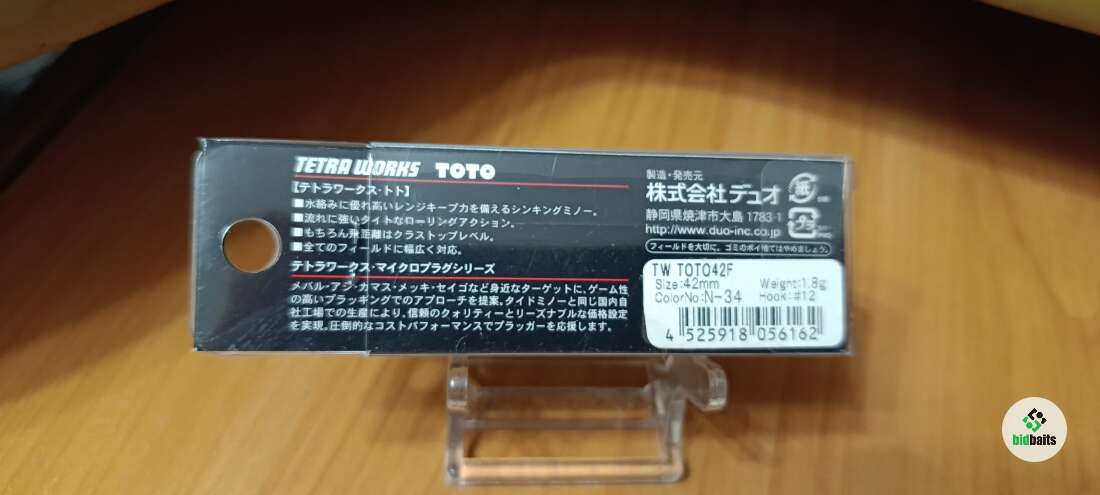 TETRA WORKS TOTO
【テトラワークス・トト】
■水絡みに優れ高いレンジキープ力を備えるシンキングミノー。
■流れに強いタイトなローリングアクション。
■もちろん飛距離はクラストップレベル。
■全てのフィールドに幅広く対応。
テトラワークス・マイクロプラグシリーズ
メバル・アジ・カマス・メッキ・セイゴなど身近なターゲットに、ゲーム性
の高いプラッキングでのアプローチを提案。タイドミノーと同じ国内自
社工場での生産により、信頼のクォリティーとリーズナブルな価格設定
を実現。圧倒的なコストパフォーマンスでプラッガーを応援します。
製造・発売元
株式会社デュオ
静岡県焼津市大島 1783-1
http://www.duo-inc.co.jp
フィールドを大切に。ゴミのポイ捨てはやめましょう。
紙
プラ
TW TOTO42F
Size:42mm Weight:1.8g
ColorNo:N-34 Hook:#12
4 525918 056162
bidbaits